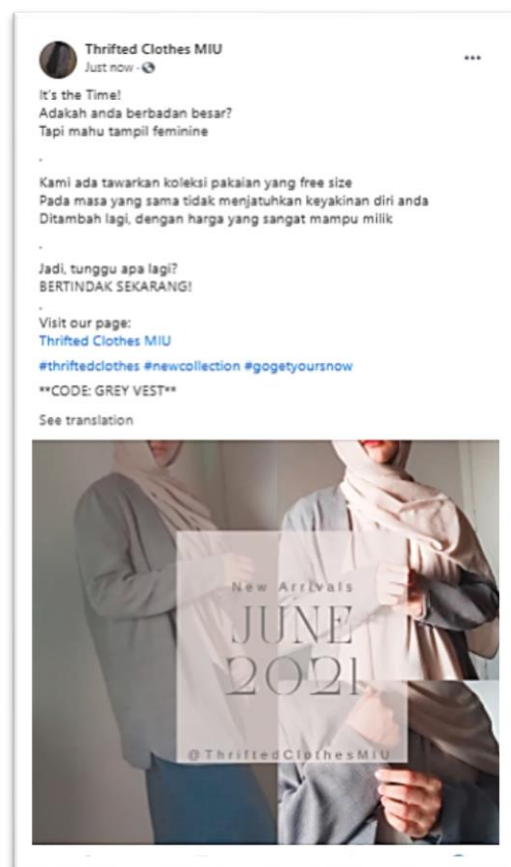 Thrifted Clothes MIU
Just now ·
It's the Time!
Adakah anda berbadan besar?
Tapi mahu tampil feminine
.
Kami ada tawarkan koleksi pakaian yang free size
Pada masa yang sama tidak menjatuhkan keyakinan diri anda
Ditambah lagi, dengan harga yang sangat mampu milik
.
Jadi, tunggu apa lagi?
BERTINDAK SEKARANG!
.
Visit our page:
Thrifted Clothes MIU
#thriftedclothes #newcollection #gogetyoursnow
**CODE: GREY VEST**
See translation
New Arrivals
JUNE
2021
@ThriftedClothesMIU